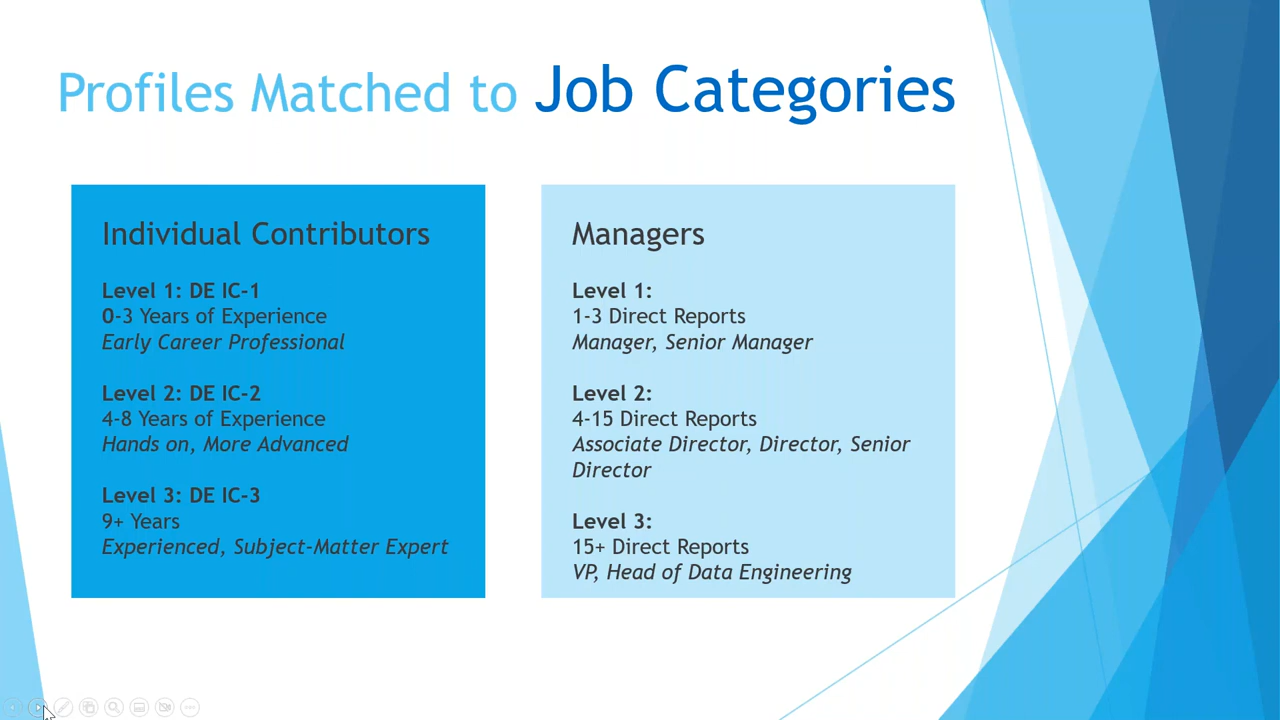 Profiles Matched to Job Categories
Individual Contributors
Level 1: DE IC-1
0-3 Years of Experience
Early Career Professional
Level 2: DE IC-2
4-8 Years of Experience
Hands on, More Advanced
Level 3: DE IC-3
9+ Years
Experienced, Subject-Matter Expert
Managers
Level 1:
1-3 Direct Reports
Manager, Senior Manager
Level 2:
4-15 Direct Reports
Associate Director, Director, Senior
Director
Level 3:
15+ Direct Reports
VP, Head of Data Engineering